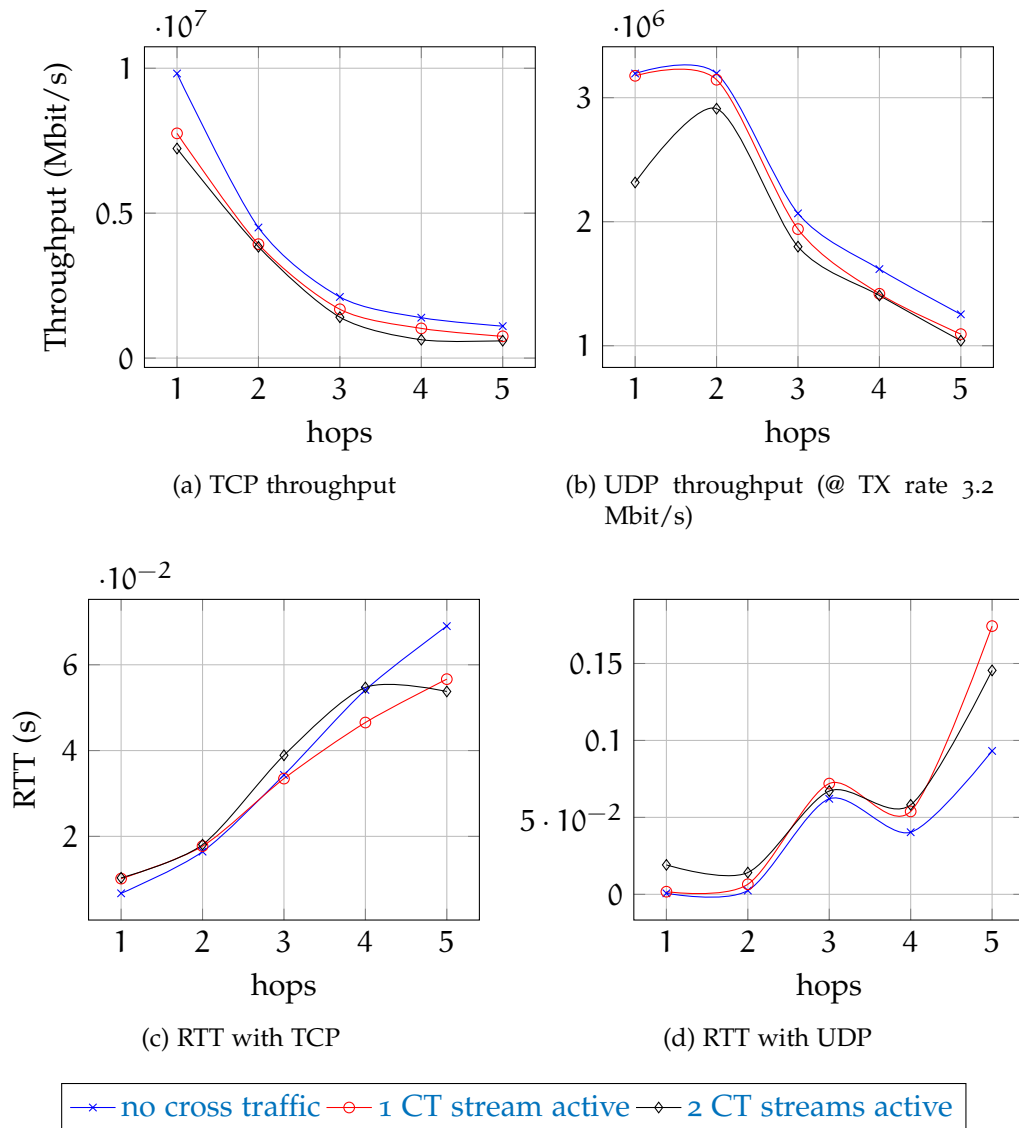 ·10^7
1
0.5
0
Throughput (Mbit/s)
1 2 3 4 5
hops
(a) TCP throughput
·10^6
3
2
1
1 2 3 4 5
hops
(b) UDP throughput (@ TX rate 3.2
Mbit/s)
·10^−2
6
4
2
RTT (s)
1 2 3 4 5
hops
(c) RTT with TCP
0.15
0.1
5 · 10^−2
0
1 2 3 4 5
hops
(d) RTT with UDP
no cross traffic 1 CT stream active 2 CT streams active